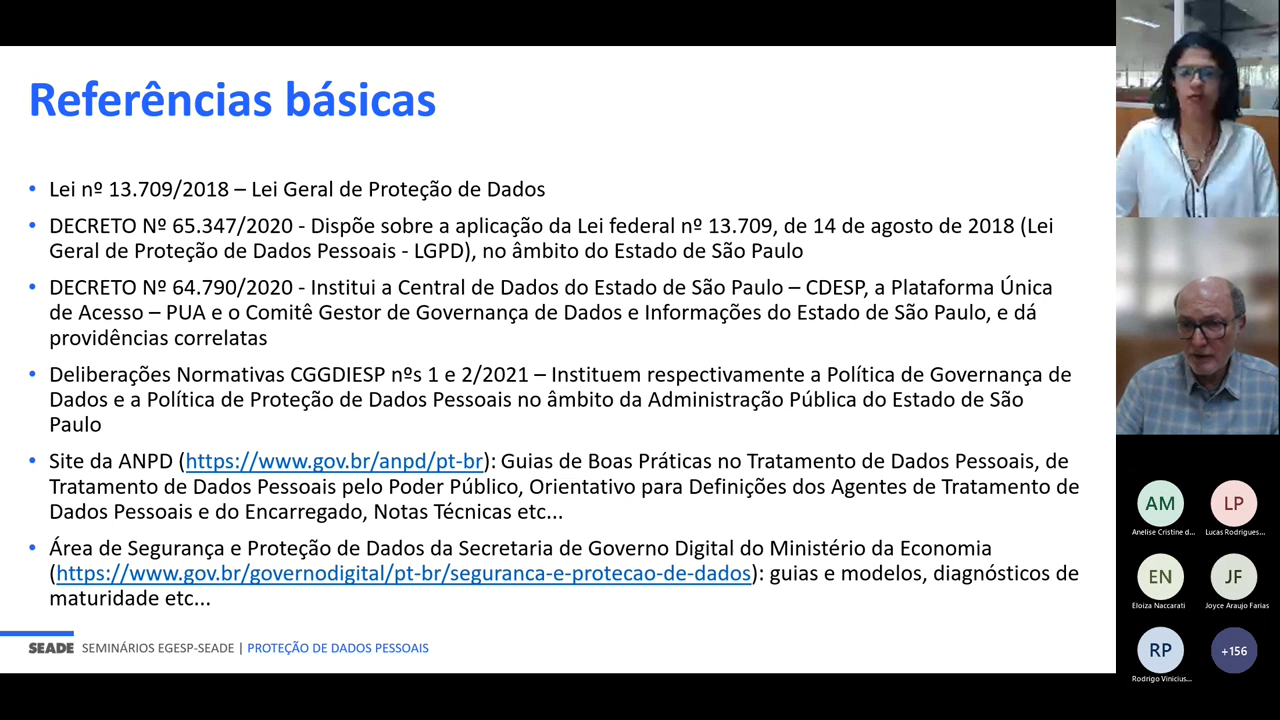 Referências básicas
• Lei nº 13.709/2018 – Lei Geral de Proteção de Dados
• DECRETO Nº 65.347/2020 - Dispõe sobre a aplicação da Lei federal nº 13.709, de 14 de agosto de 2018 (Lei
Geral de Proteção de Dados Pessoais - LGPD), no âmbito do Estado de São Paulo
• DECRETO Nº 64.790/2020 - Institui a Central de Dados do Estado de São Paulo – CDESP, a Plataforma Única
de Acesso – PUA e o Comitê Gestor de Governança de Dados e Informações do Estado de São Paulo, e dá
providências correlatas
• Deliberações Normativas CGGDIESP nºs 1 e 2/2021 – Instituem respectivamente a Política de Governança de
Dados e a Política de Proteção de Dados Pessoais no âmbito da Administração Pública do Estado de São
Paulo
• Site da ANPD (https://www.gov.br/anpd/pt-br): Guias de Boas Práticas no Tratamento de Dados Pessoais, de
Tratamento de Dados Pessoais pelo Poder Público, Orientativo para Definições dos Agentes de Tratamento de
Dados Pessoais e do Encarregado, Notas Técnicas etc...
• Área de Segurança e Proteção de Dados da Secretaria de Governo Digital do Ministério da Economia
(https://www.gov.br/governodigital/pt-br/seguranca-e-protecao-de-dados): guias e modelos, diagnósticos de
maturidade etc...
SEADE SEMINÁRIOS EGESP-SEADE | PROTEÇÃO DE DADOS PESSOAIS
AM LP
Anelise Cristine d... Lucas Rodrigues...
EN JF
Eloiza Naccarati Joyce Araujo Farias
RP +156
Rodrigo Vinicius...